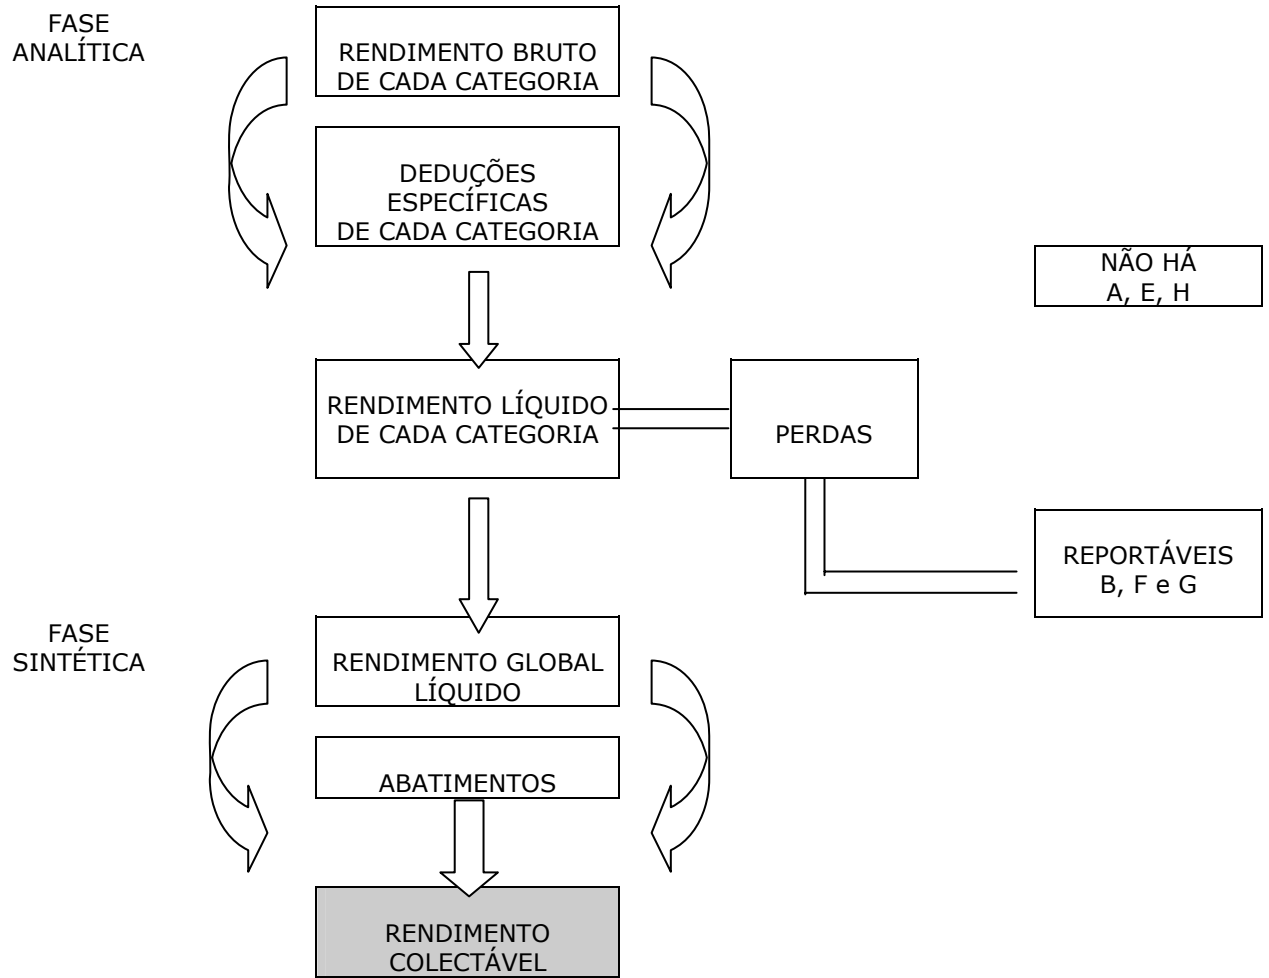 FASE
ANALÍTICA
RENDIMENTO BRUTO
DE CADA CATEGORIA
DEDUÇÕES
ESPECÍFICAS
DE CADA CATEGORIA
NÃO HÁ
A, E, H
RENDIMENTO LÍQUIDO
DE CADA CATEGORIA
PERDAS
REPORTÁVEIS
B, F e G
FASE
SINTÉTICA
RENDIMENTO GLOBAL
LÍQUIDO
ABATIMENTOS
RENDIMENTO
COLECTÁVEL